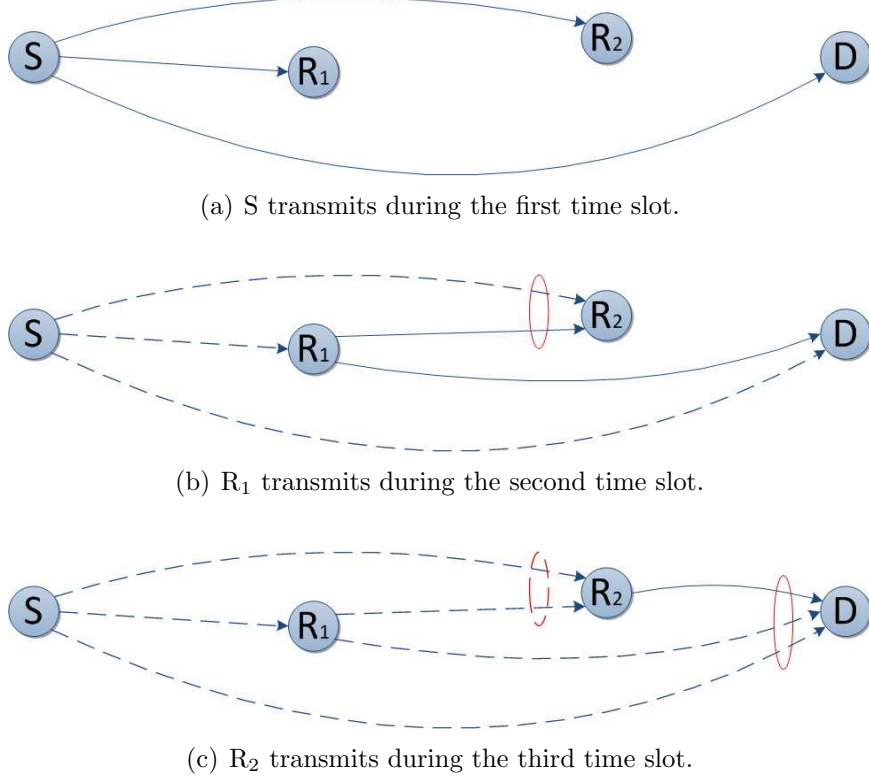 S R₁ R₂ D
(a) S transmits during the first time slot.
S R₁ R₂ D
(b) R₁ transmits during the second time slot.
S R₁ R₂ D
(c) R₂ transmits during the third time slot.